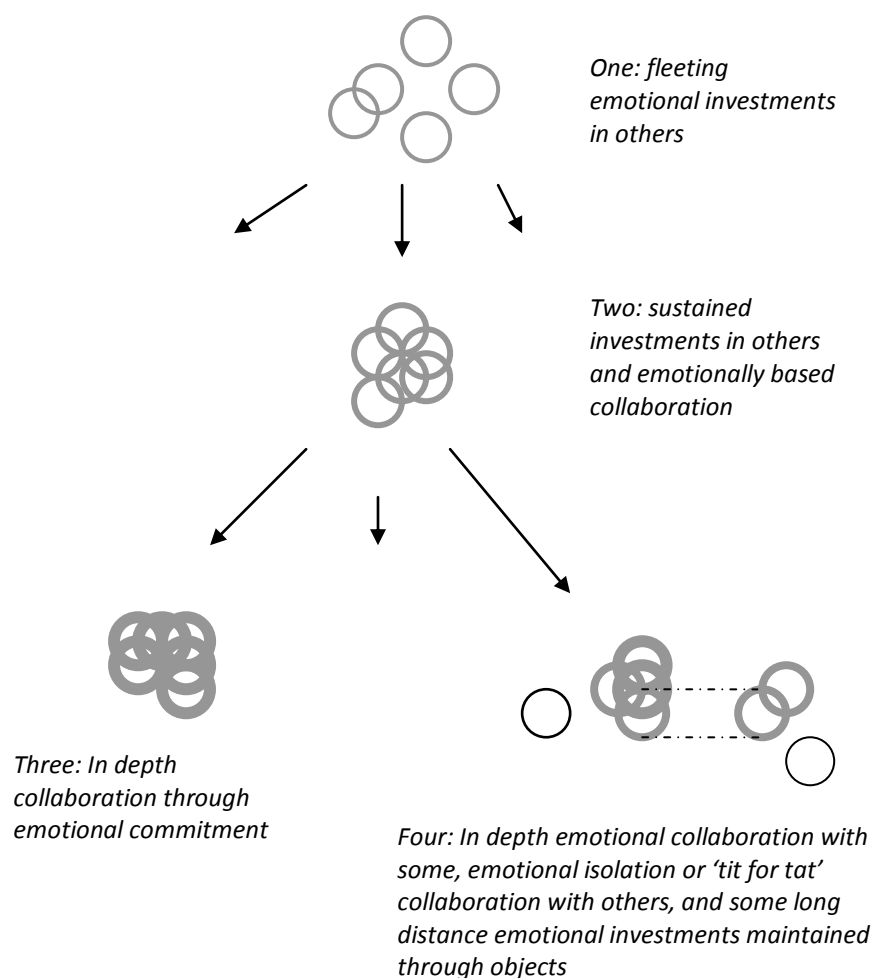 One: fleeting
emotional investments
in others
Two: sustained
investments in others
and emotionally based
collaboration
Three: In depth
collaboration through
emotional commitment
Four: In depth emotional collaboration with
some, emotional isolation or ‘tit for tat’
collaboration with others, and some long
distance emotional investments maintained
through objects